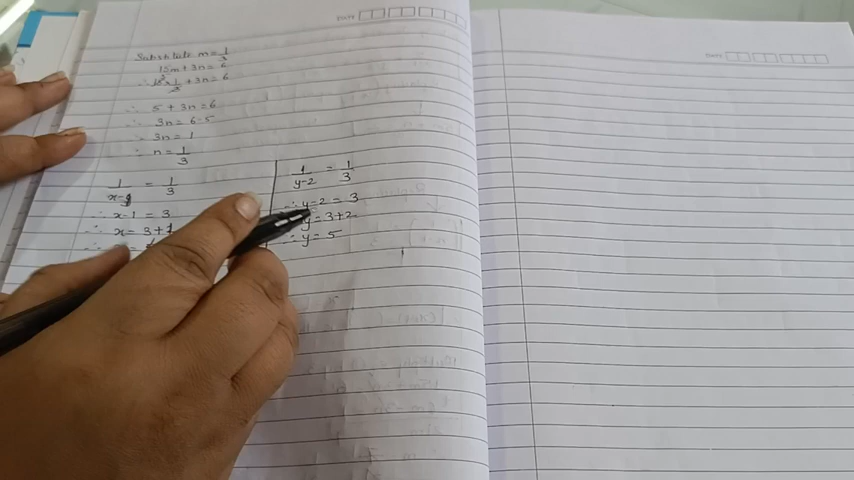 DATE
Substitute m = 1/3
15m + 3n = 6
∴ 15 × 1/3 + 3n = 6
∴ 5 + 3n = 6
∴ 3n = 6-5
∴ 3n = 1
∴ n = 1/3
1/(x-1) = 1/3
∴ x-1 = 3
∴ x = 3+1
1/(y-2) = 1/3
∴ y-2 = 3
y = 3+2
∴ y = 5
DATE